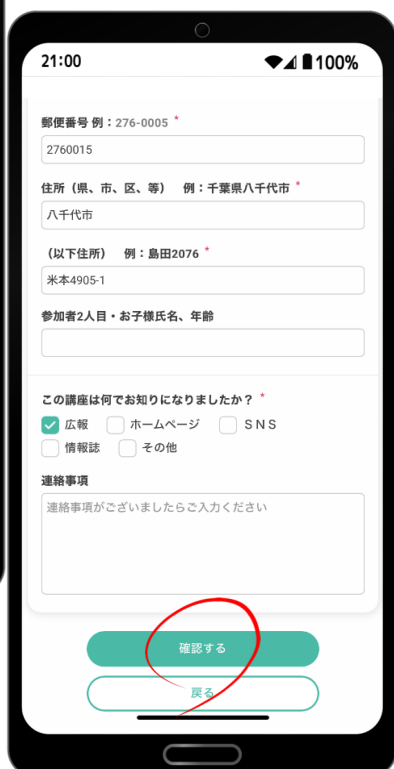 21:00 100%
郵便番号 例：276-0005 *
2760015
住所（県、市、区、等） 例：千葉県八千代市 *
八千代市
（以下住所） 例：島田2076 *
米本4905-1
参加者2人目・お子様氏名、年齢
この講座は何でお知りになりましたか？ *
広報 ホームページ ＳＮＳ
情報誌 その他
連絡事項
連絡事項がございましたらご入力ください
確認する
戻る